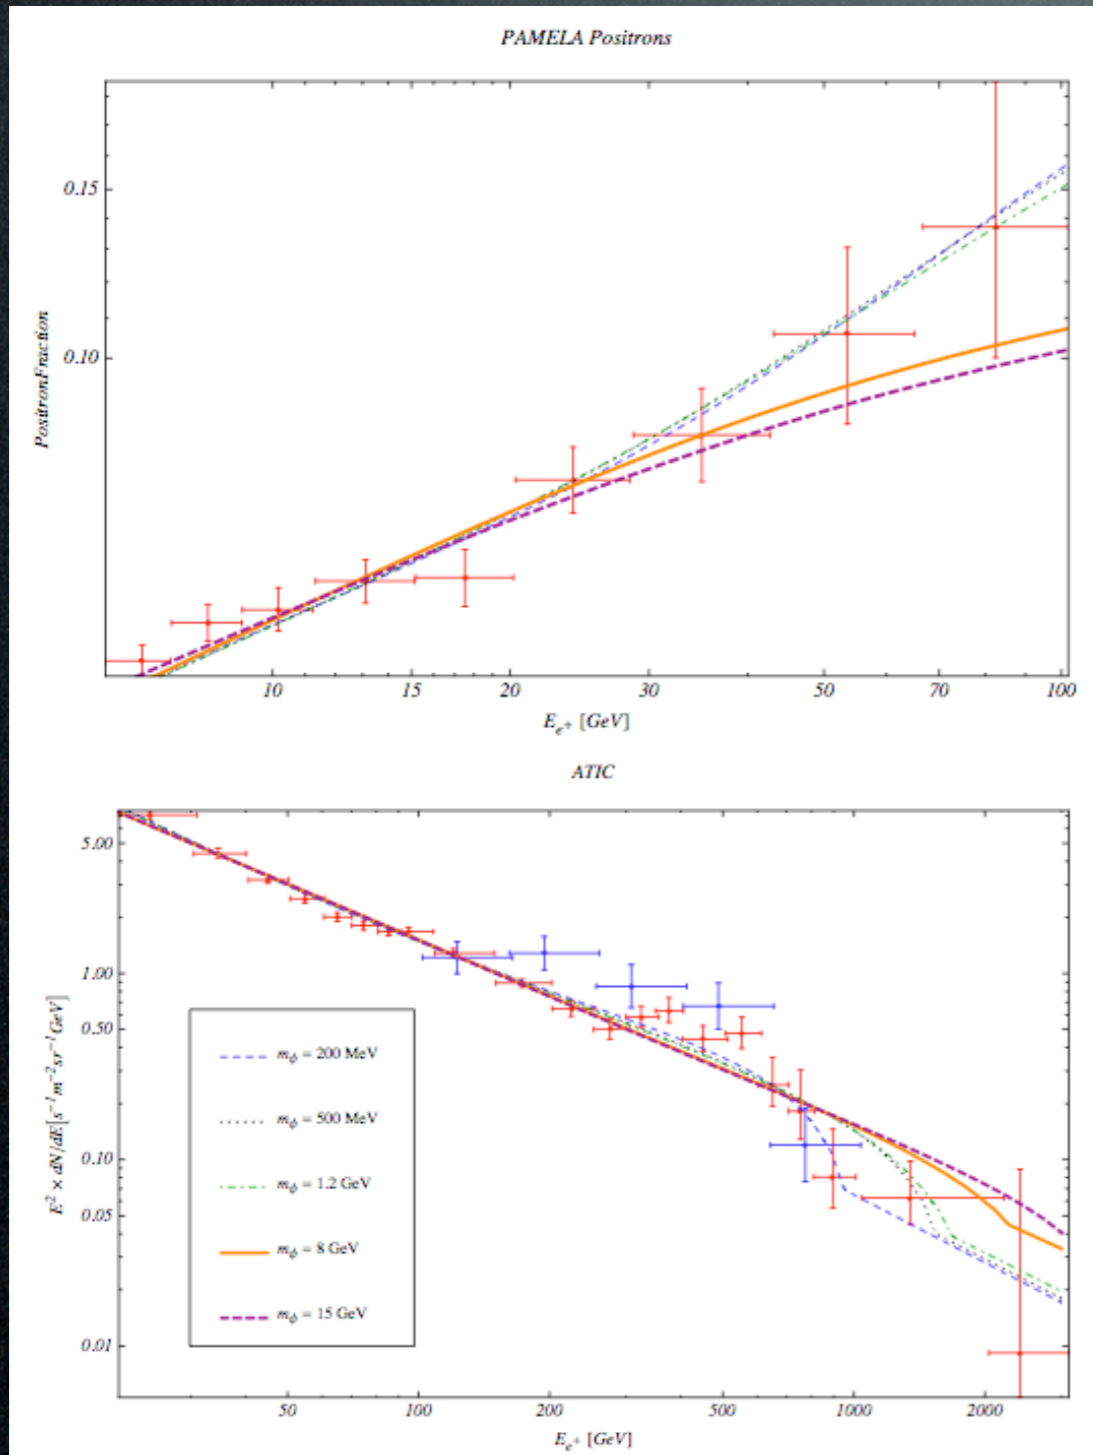 PAMELA Positrons
0.15
0.10
PositronFraction
10 15 20 30 50 70 100
E_e+ [GeV]
ATIC
5.00
1.00
0.50
0.10
0.05
0.01
E² × dN/dE[s⁻¹m⁻²sr⁻¹GeV]
m_ϕ = 200 MeV
m_ϕ = 500 MeV
m_ϕ = 1.2 GeV
m_ϕ = 8 GeV
m_ϕ = 15 GeV
50 100 200 500 1000 2000
E_e+ [GeV]